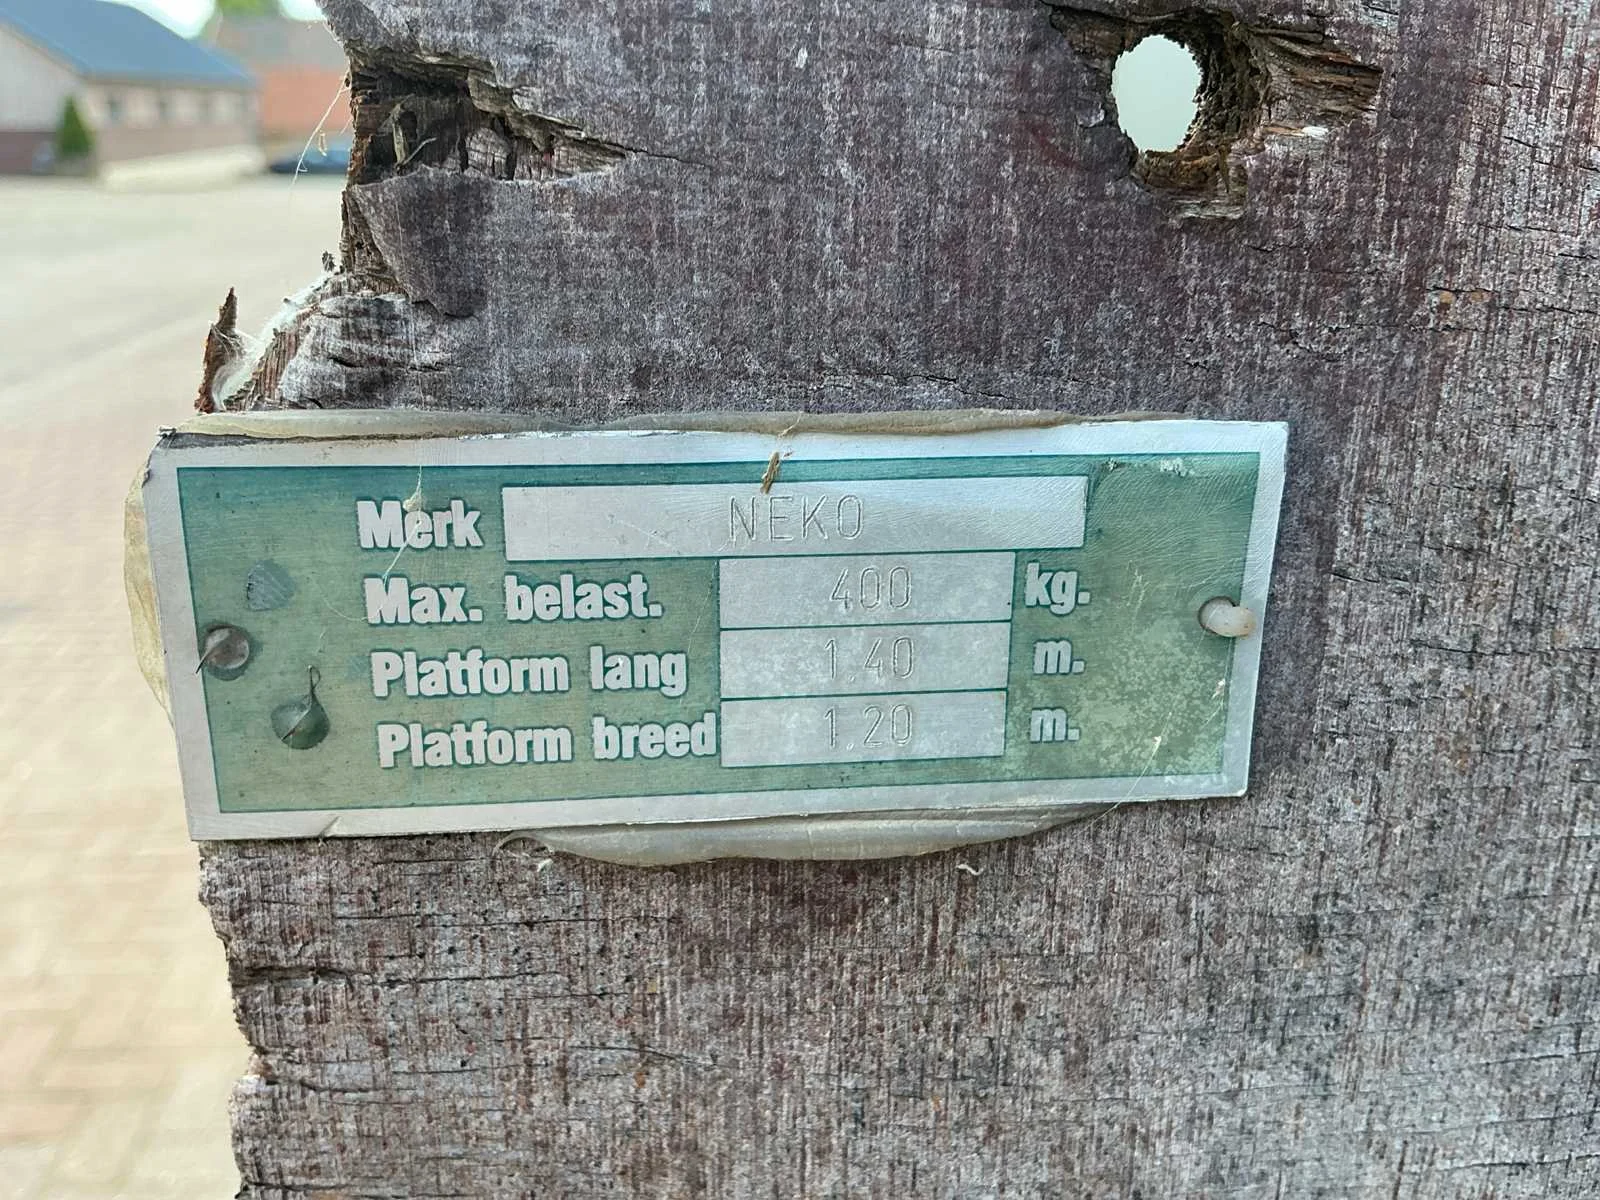 Merk NEKO
Max. belast. 400 kg.
Platform lang 1.40 m.
Platform breed 1.20 m.